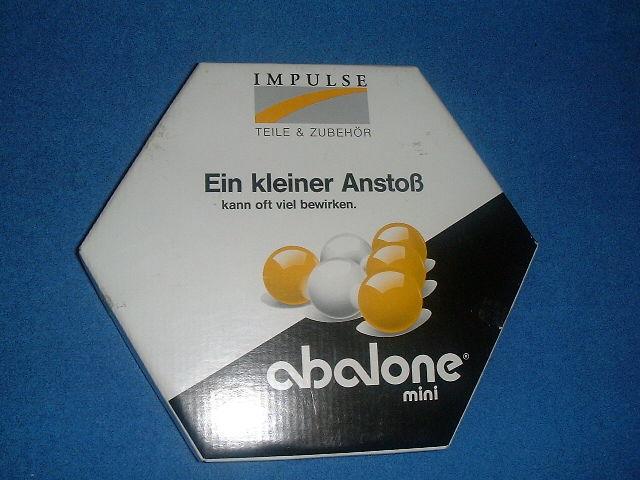 IMPULSE
TEILE & ZUBEHÖR
Ein kleiner Anstoß
kann oft viel bewirken.
abalone®
mini